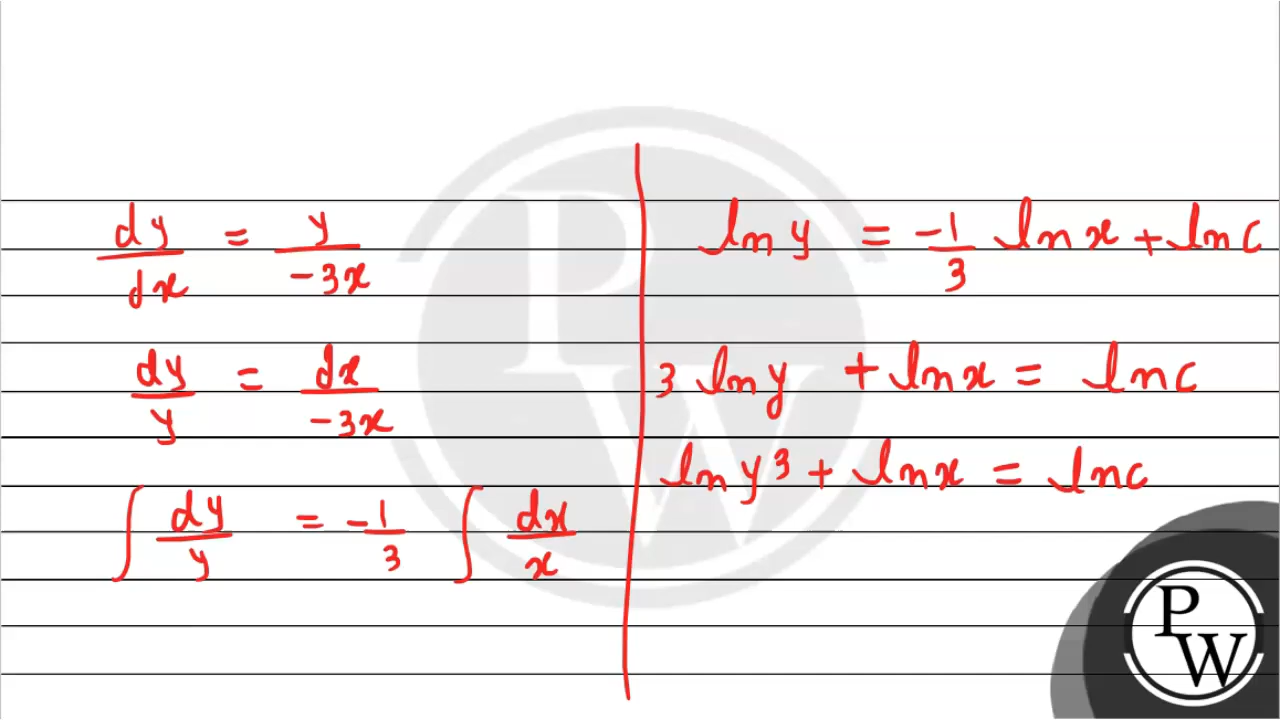 dy/dx = y/-3x
dy/y = dx/-3x
∫ dy/y = -1/3 ∫ dx/x
ln y = -1/3 ln x + ln c
3 ln y + ln x = ln c
ln y3 + ln x = ln c
PW
PW